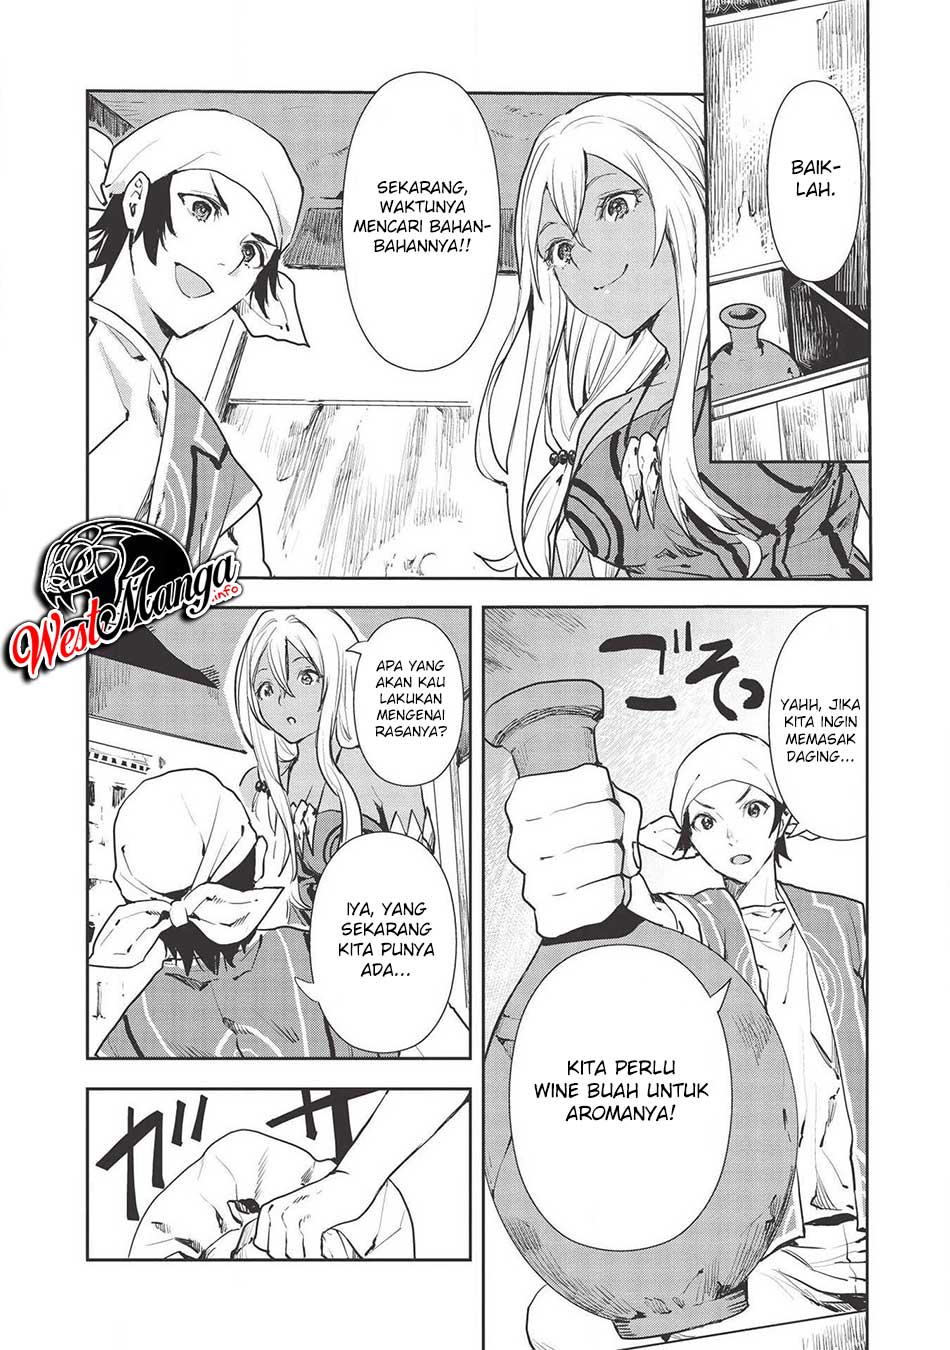 BAIK-
LAH.
SEKARANG,
WAKTUNYA
MENCARI BAHAN-
BAHANNYA!!
YAHH, JIKA
KITA INGIN
MEMASAK
DAGING...
ごそっ
KITA PERLU
WINE BUAH UNTUK
AROMANYA!
APA YANG
AKAN KAU
LAKUKAN
MENGENAI
RASANYA?
IYA, YANG
SEKARANG
KITA PUNYA
ADA...
ガサ
WestManga
.info